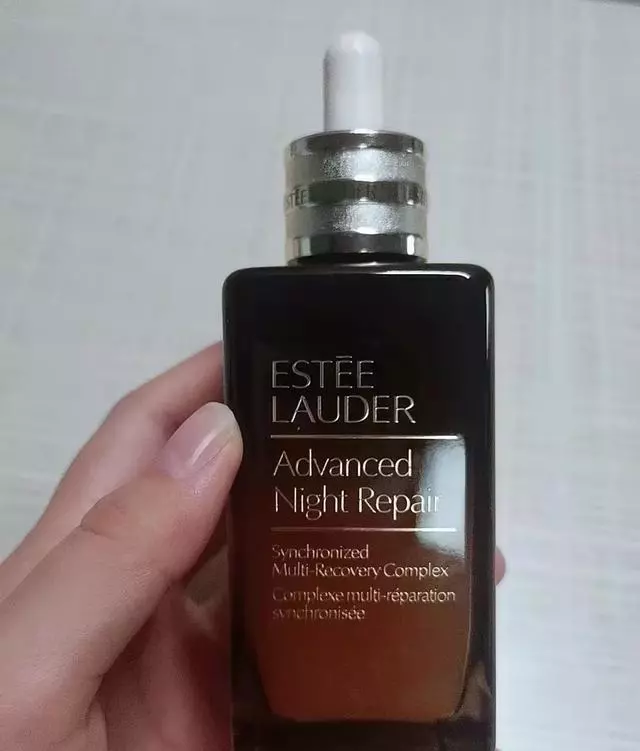 ESTĒE
LAUDER
Advanced
Night Repair
Synchronized
Multi-Recovery Complex
Complexe multi-réparation
synchronisée